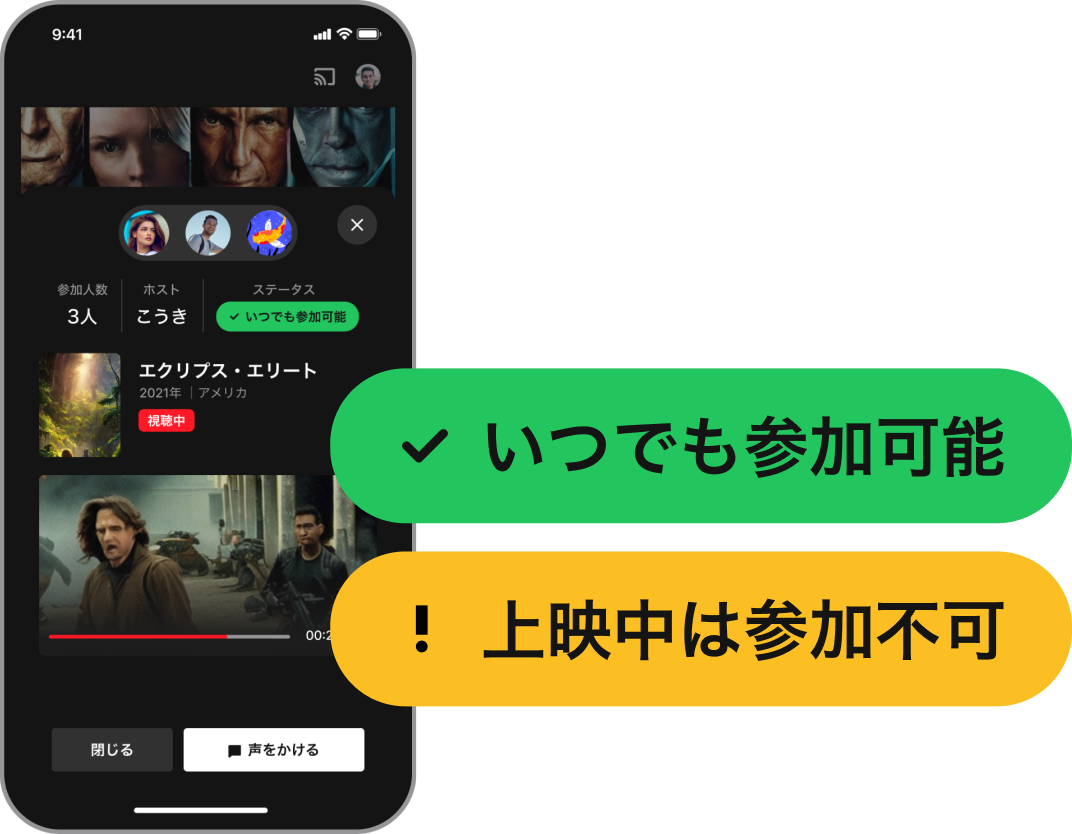 9:41
参加人数
ホスト
ステータス
3人
こうき
いつでも参加可能
エクリプス・エリート
2021年 | アメリカ
視聴中
いつでも参加可能
! 上映中は参加不可
00:2
閉じる
声をかける